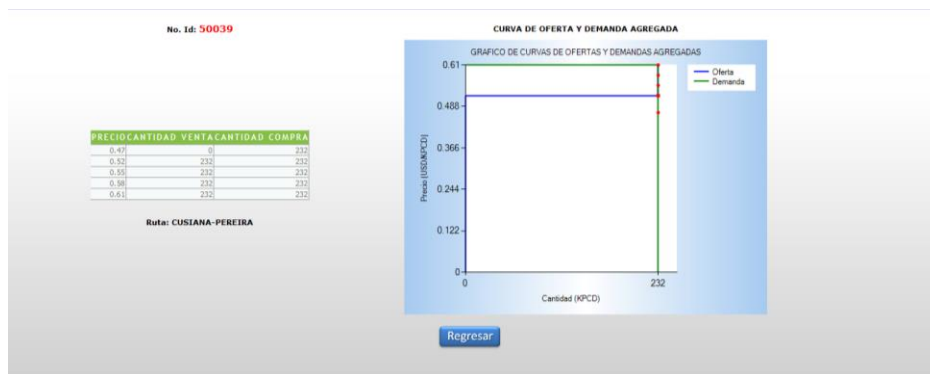 No. Id: 50039
CURVA DE OFERTA Y DEMANDA AGREGADA
GRAFICO DE CURVAS DE OFERTAS Y DEMANDAS AGREGADAS
Oferta
Demanda
0.61
0.488
0.366
0.244
0.122
0
Precio [USD/KPCD]
0
232
Cantidad (KPCD)
PRECIO CANTIDAD VENTA CANTIDAD COMPRA
0.47 0 232
0.52 232 232
0.55 232 232
0.58 232 232
0.61 232 232
Ruta: CUSIANA-PEREIRA
Regresar